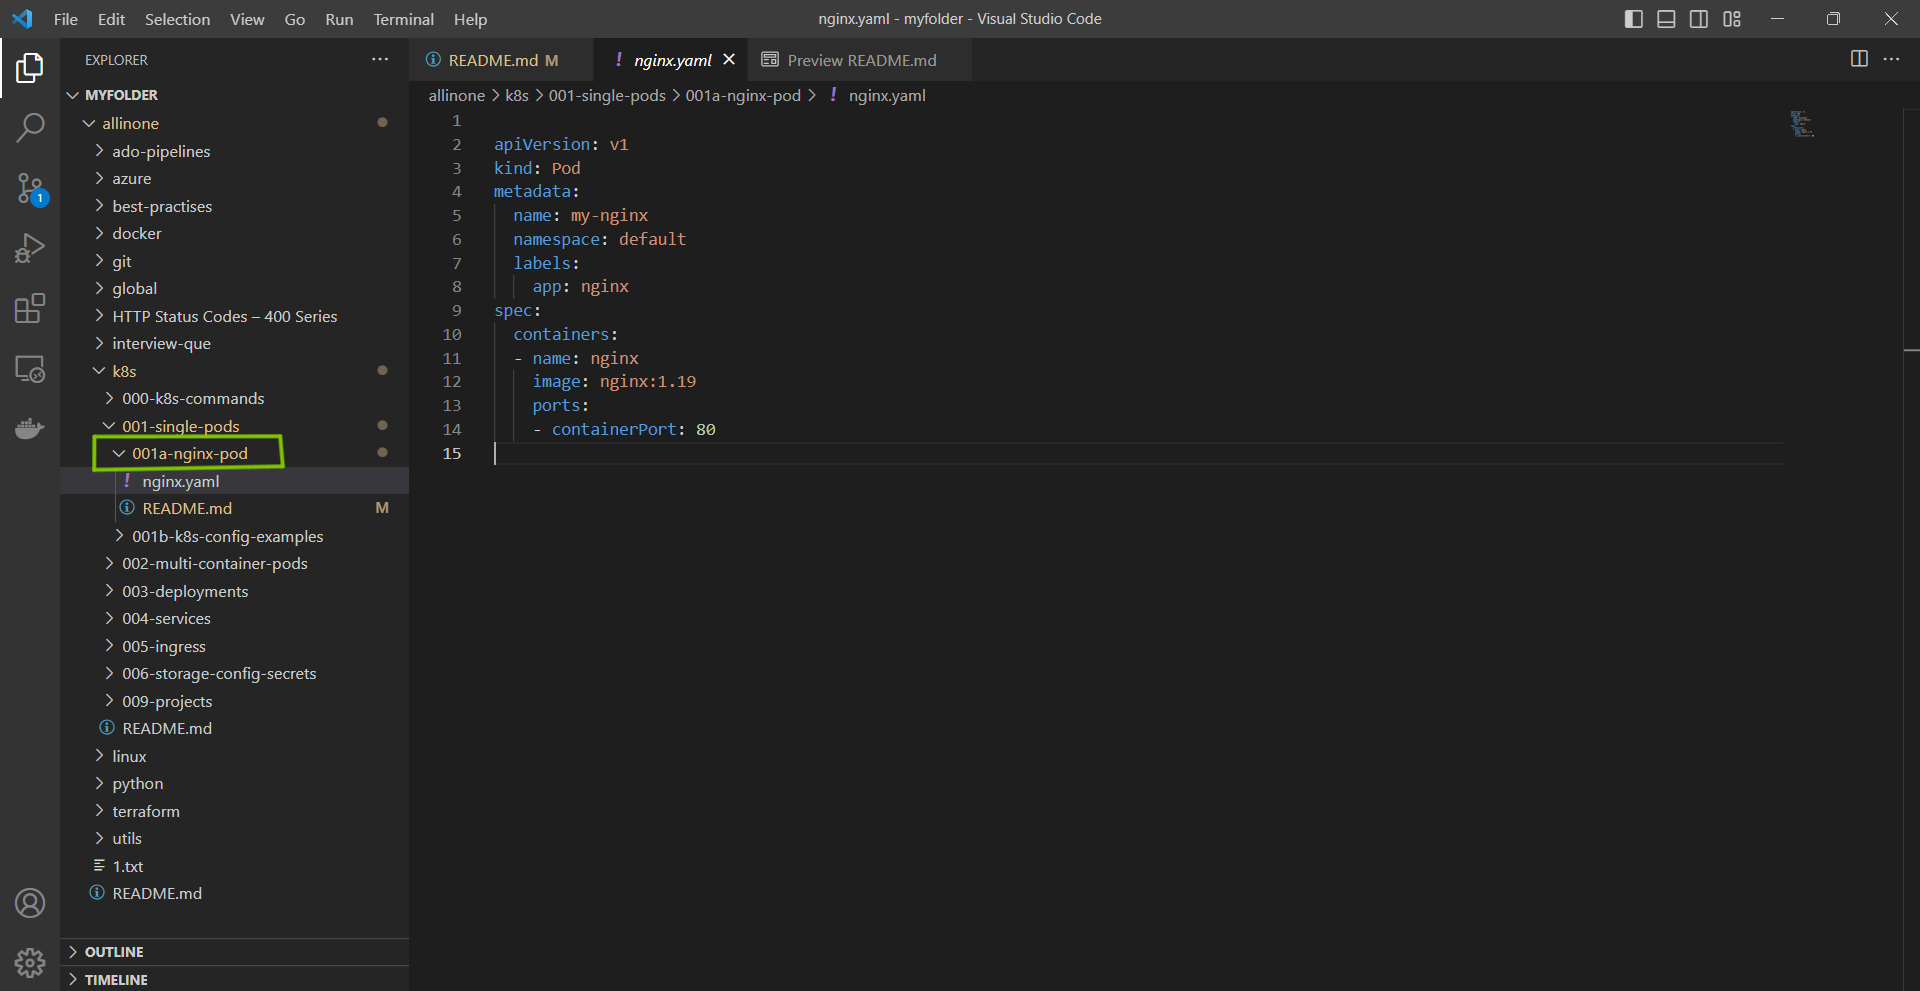 File Edit Selection View Go Run Terminal Help
nginx.yaml - myfolder - Visual Studio Code
EXPLORER
MYFOLDER
allinone
ado-pipelines
azure
best-practises
docker
git
global
HTTP Status Codes – 400 Series
interview-que
k8s
000-k8s-commands
001-single-pods
001a-nginx-pod
nginx.yaml
README.md M
001b-k8s-config-examples
002-multi-container-pods
003-deployments
004-services
005-ingress
006-storage-config-secrets
009-projects
README.md
linux
python
terraform
utils
1.txt
README.md
OUTLINE
TIMELINE
1
README.md M
! nginx.yaml
Preview README.md
allinone > k8s > 001-single-pods > 001a-nginx-pod > ! nginx.yaml
1
2 apiVersion: v1
3 kind: Pod
4 metadata:
5 name: my-nginx
6 namespace: default
7 labels:
8 app: nginx
9 spec:
10 containers:
11 - name: nginx
12 image: nginx:1.19
13 ports:
14 - containerPort: 80
15